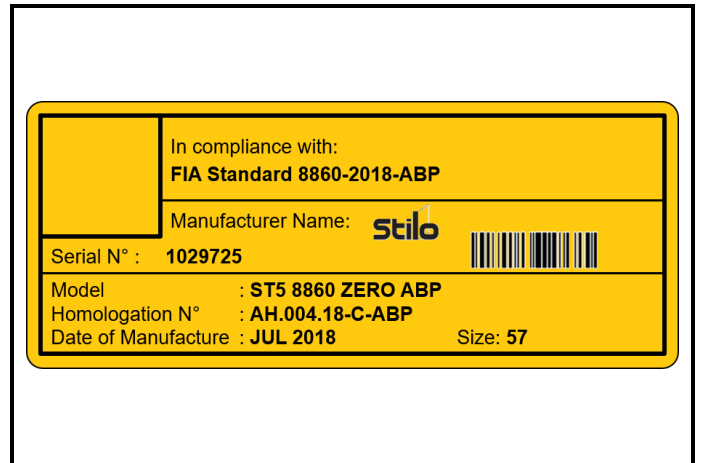 In compliance with:
FIA Standard 8860-2018-ABP
Manufacturer Name: Stilo
Serial N° : 1029725
Model : ST5 8860 ZERO ABP
Homologation N° : AH.004.18-C-ABP
Date of Manufacture : JUL 2018 Size: 57